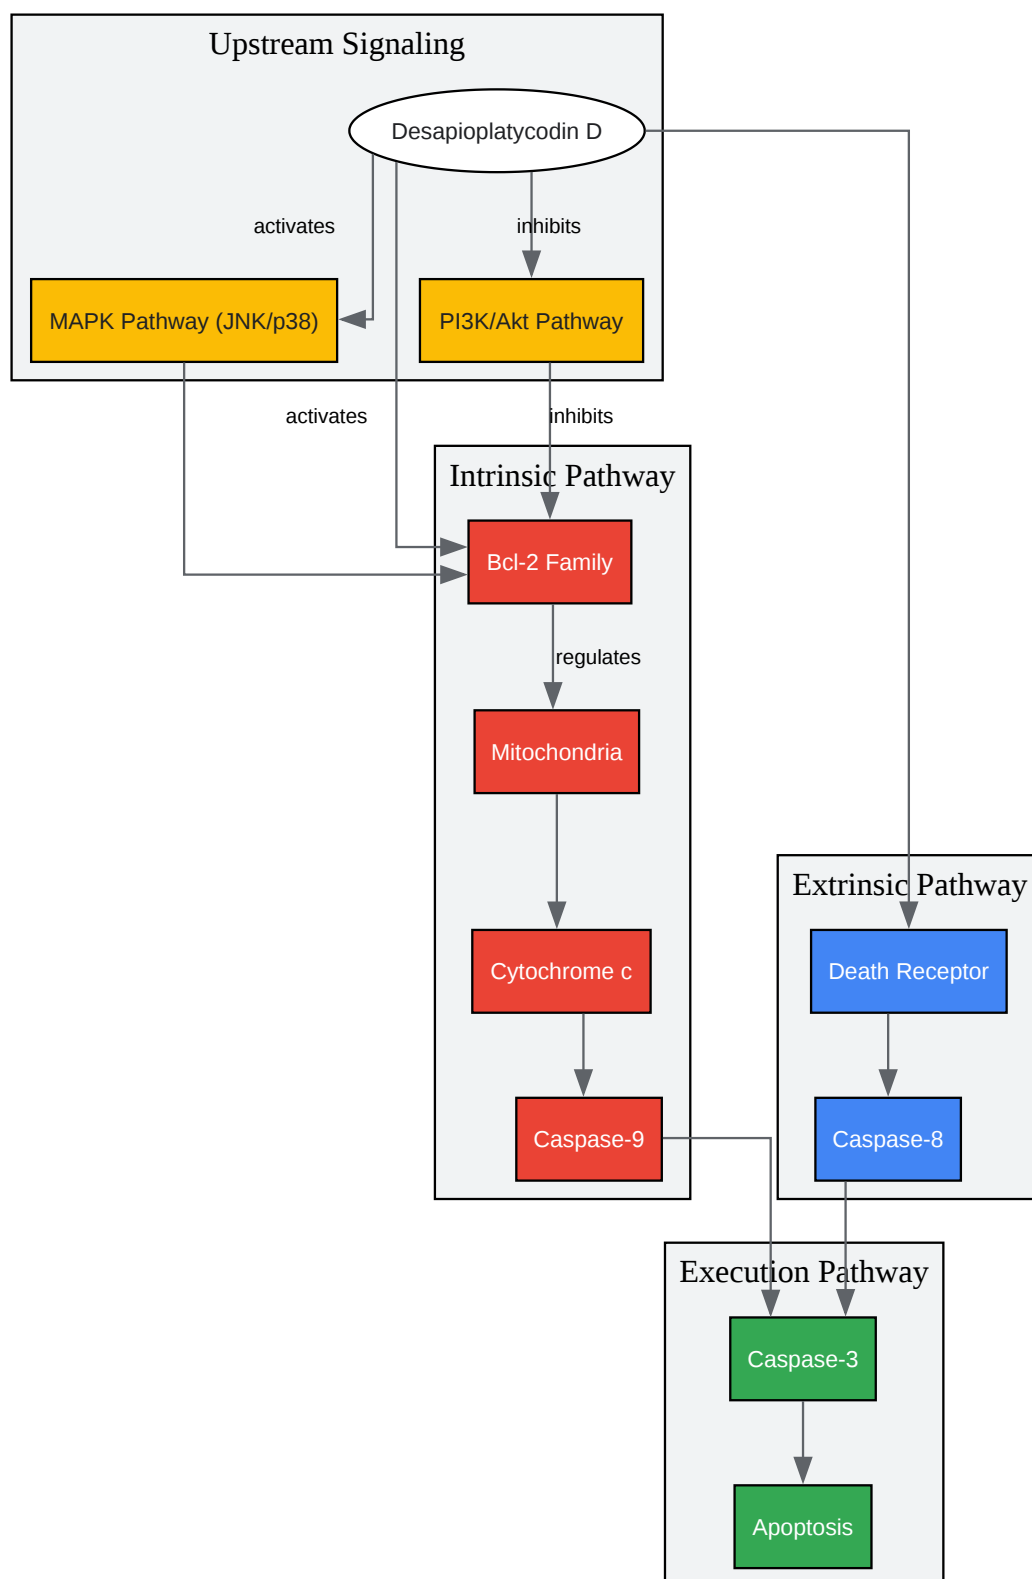 Upstream Signaling
Desapioplatycodin D
activates
inhibits
MAPK Pathway (JNK/p38)
PI3K/Akt Pathway
activates
inhibits
Intrinsic Pathway
Bcl-2 Family
regulates
Mitochondria
Extrinsic Pathway
Cytochrome c
Death Receptor
Caspase-9
Caspase-8
Execution Pathway
Caspase-3
Apoptosis